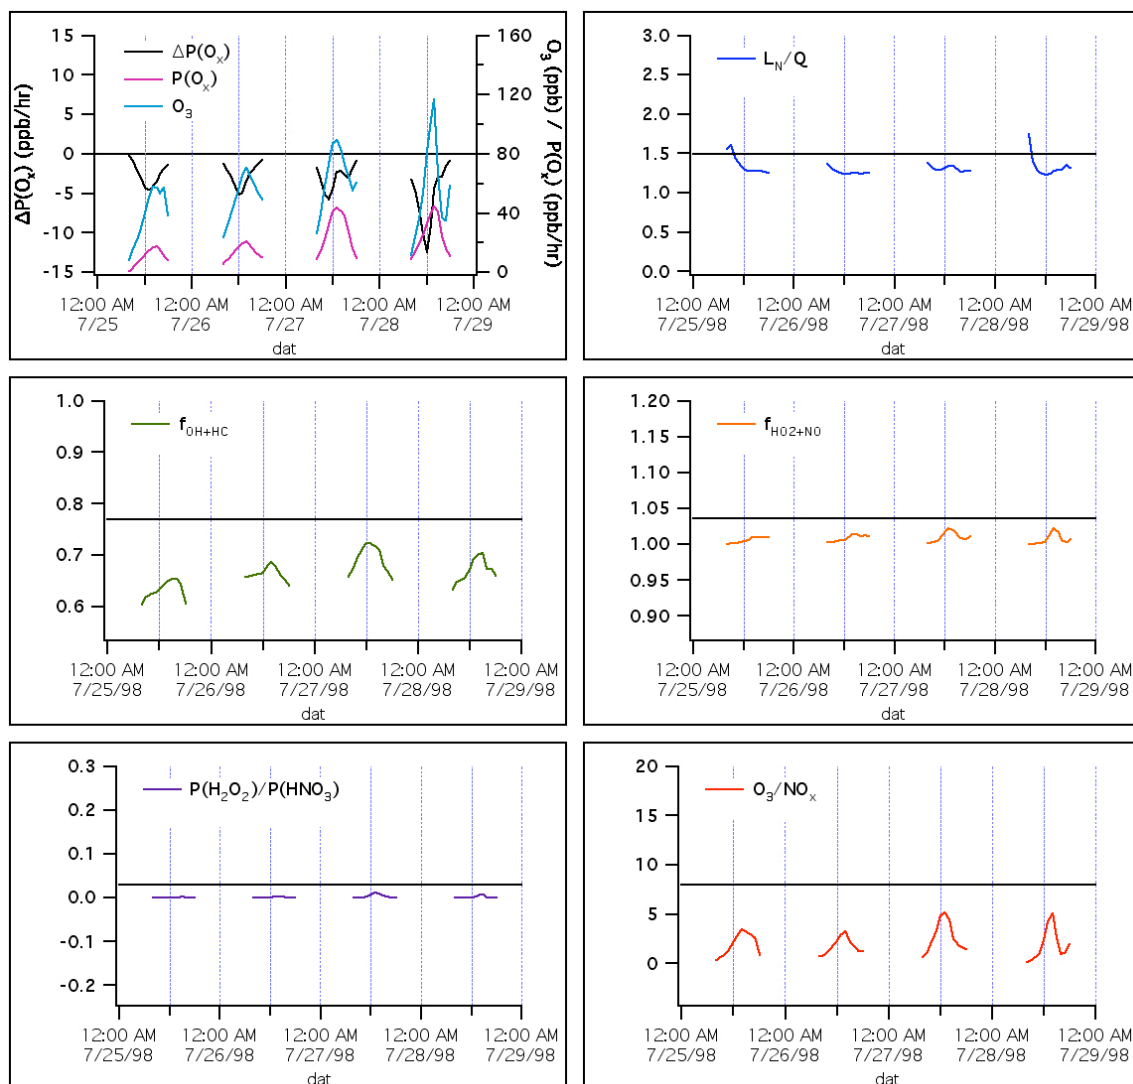 15
10
5
0
-5
-10
-15
ΔP(Oₓ) (ppb/hr)
ΔP(Oₓ)
P(Oₓ)
O₃
160
120
80
40
0
O₃ (ppb) / P(Oₓ) (ppb/hr)
12:00 AM 12:00 AM 12:00 AM 12:00 AM 12:00 AM
7/25 7/26 7/27 7/28 7/29
dat
3.0
2.5
2.0
1.5
1.0
0.5
0.0
L_N/Q
12:00 AM 12:00 AM 12:00 AM 12:00 AM 12:00 AM
7/25/98 7/26/98 7/27/98 7/28/98 7/29/98
dat
1.0
0.9
0.8
0.7
0.6
f_OH+HC
12:00 AM 12:00 AM 12:00 AM 12:00 AM 12:00 AM
7/25/98 7/26/98 7/27/98 7/28/98 7/29/98
dat
1.20
1.15
1.10
1.05
1.00
0.95
0.90
f_HO2+NO
12:00 AM 12:00 AM 12:00 AM 12:00 AM 12:00 AM
7/25/98 7/26/98 7/27/98 7/28/98 7/29/98
dat
0.3
0.2
0.1
0.0
-0.1
-0.2
P(H₂O₂)/P(HNO₃)
12:00 AM 12:00 AM 12:00 AM 12:00 AM 12:00 AM
7/25/98 7/26/98 7/27/98 7/28/98 7/29/98
dat
20
15
10
5
0
O₃/NOₓ
12:00 AM 12:00 AM 12:00 AM 12:00 AM 12:00 AM
7/25/98 7/26/98 7/27/98 7/28/98 7/29/98
dat